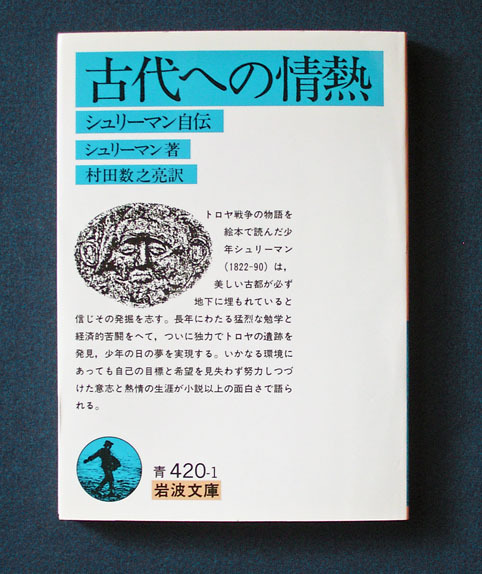 古代への情熱
シュリーマン自伝
シュリーマン著
村田数之亮訳
トロヤ戦争の物語を
絵本で読んだ少
年シュリーマン
(1822-90)は,
美しい古都が必ず
地下に埋もれていると
信じその発掘を志す。長年にわたる猛烈な勉学と
経済的苦闘をへて,ついに独力でトロヤの遺跡を
発見,少年の日の夢を実現する。いかなる環境に
あっても自己の目標と希望を見失わず努力しつづ
けた意志と熱情の生涯が小説以上の面白さで語ら
れる。
青 420-1
岩波文庫